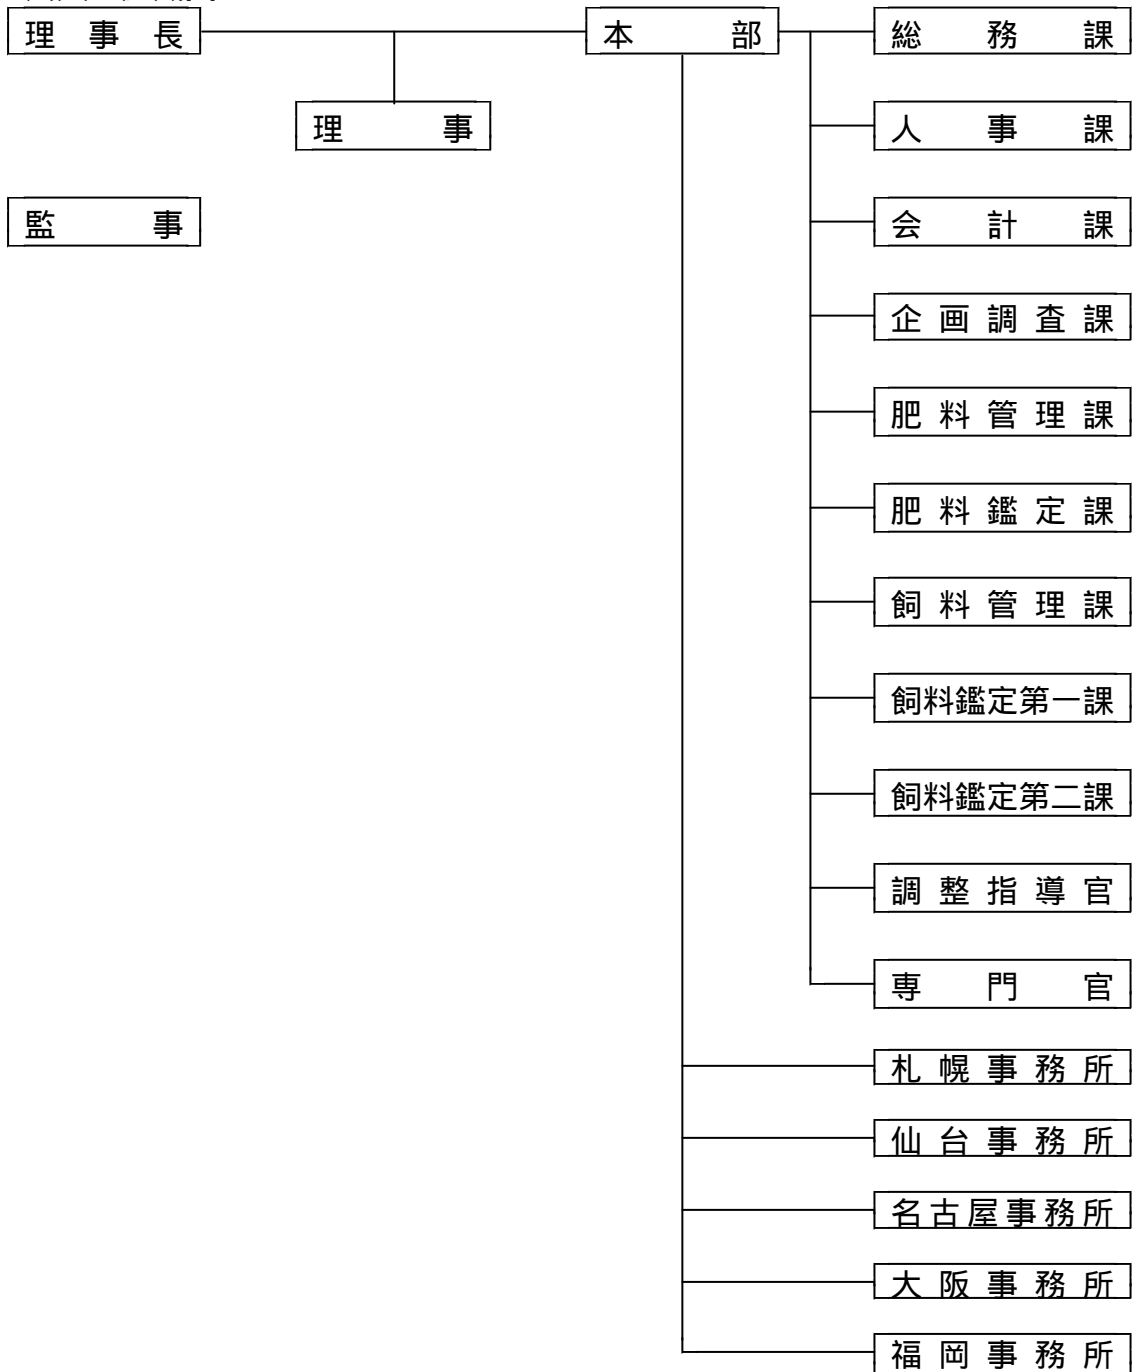 理事長 本部 総務課
理事 人事課
監事 会計課
企画調査課
肥料管理課
肥料鑑定課
飼料管理課
飼料鑑定第一課
飼料鑑定第二課
調整指導官
専門官
札幌事務所
仙台事務所
名古屋事務所
大阪事務所
福岡事務所